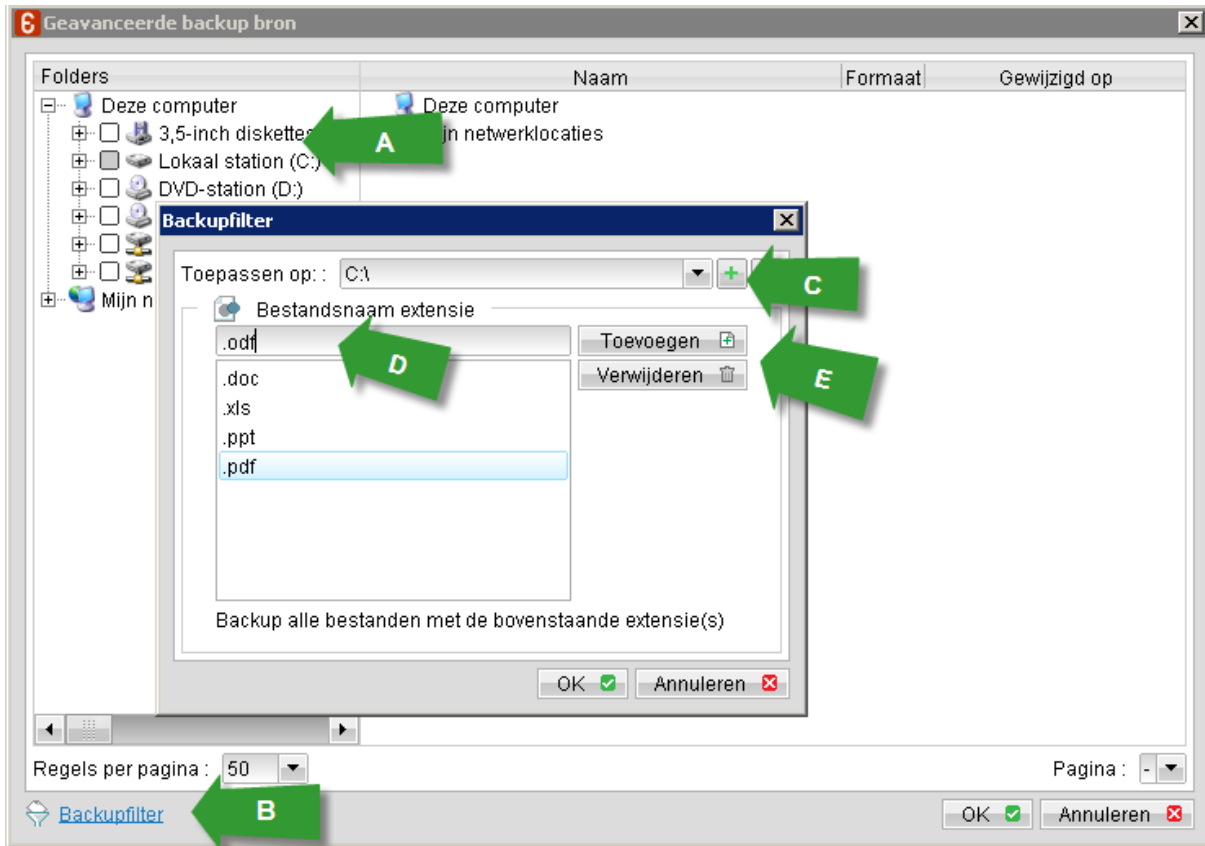 Geavanceerde backup bron
Folders Naam Formaat Gewijzigd op
Deze computer Deze computer
3,5-inch diskettes netwerklocaties
Lokaal station (C:)
DVD-station (D:)
Mijn n
A
Backupfilter
Toepassen op: : C:\
C
Bestandsnaam extensie
.odf Toevoegen
D
.doc Verwijderen
E
.xls
.ppt
.pdf
Backup alle bestanden met de bovenstaande extensie(s)
OK Annuleren
Regels per pagina : 50 Pagina : -
Backupfilter
B
OK Annuleren